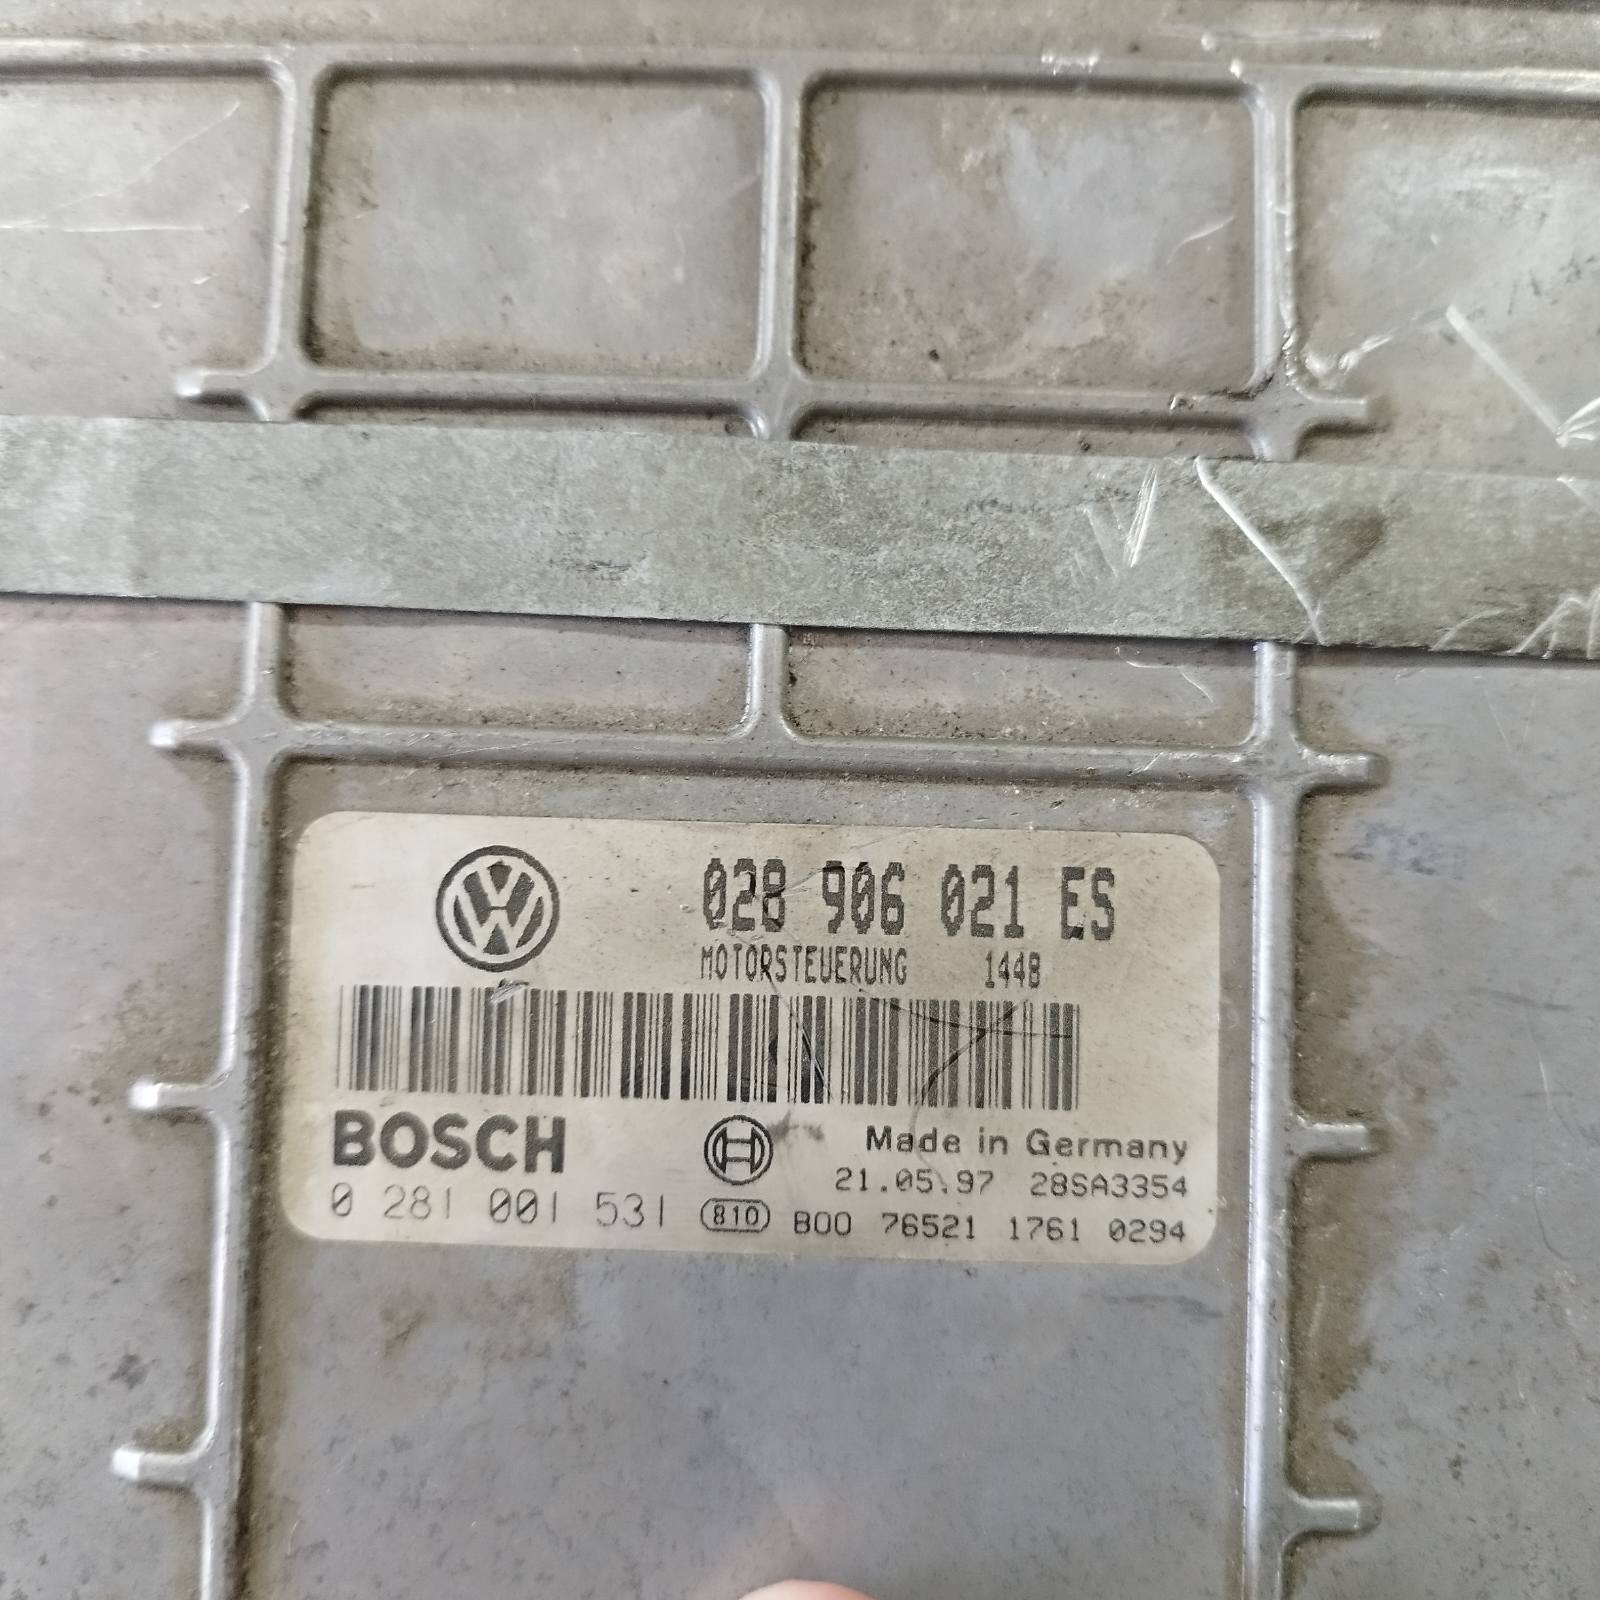 028 906 021 ES
MOTORSTEUERUNG 1448
BOSCH
Made in Germany
21.05.97 28SA3354
0 281 001 531 810 B00 76521 1761 0294